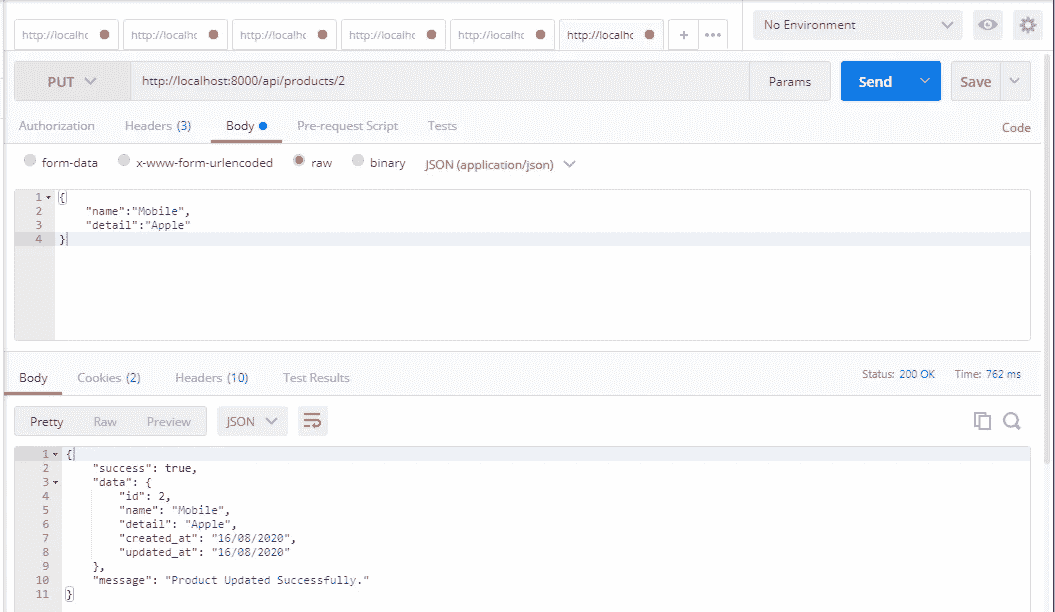 http://localhc http://localhc http://localhc http://localhc http://localhc http://localhc + ••• No Environment
PUT http://localhost:8000/api/products/2 Params Send Save
Authorization Headers (3) Body Pre-request Script Tests Code
form-data x-www-form-urlencoded raw binary JSON (application/json)
1 {
2 "name":"Mobile",
3 "detail":"Apple"
4 }
Body Cookies (2) Headers (10) Test Results Status: 200 OK Time: 762 ms
Pretty Raw Preview JSON
1 {
2 "success": true,
3 "data": {
4 "id": 2,
5 "name": "Mobile",
6 "detail": "Apple",
7 "created_at": "16/08/2020",
8 "updated_at": "16/08/2020"
9 },
10 "message": "Product Updated Successfully."
11 }